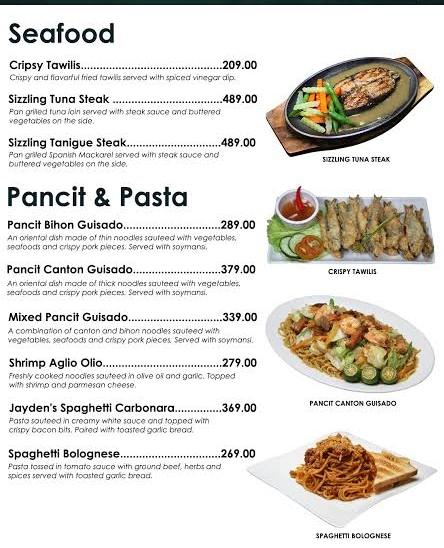 Seafood
Cripsy Tawilis.....................................209.00
Crispy and flavorful fried tawilis served with spiced vinegar dip.
Sizzling Tuna Steak ............................489.00
Pan grilled tuna loin served with steak sauce and buttered
vegetables on the side.
Sizzling Tanigue Steak........................489.00
Pan grilled Spanish Mackarel served with steak sauce and
buttered vegetables on the side.
SIZZLING TUNA STEAK
CRISPY TAWILIS
Pancit & Pasta
Pancit Bihon Guisado.........................289.00
An oriental dish made of thin noodles sauteed with vegetables,
seafoods and crispy pork pieces. Served with soymans.
Pancit Canton Guisado.......................379.00
An oriental dish made of thick noodles sauteed with vegetables,
seafoods and crispy pork pieces. Served with soymans.
Mixed Pancit Guisado.........................339.00
A combination of canton and bihon noodles sauteed with
vegetables, seafoods and crispy pork pieces. Served with soymansi.
Shrimp Aglio Olio................................279.00
Freshly cooked noodles sauteed in olive oil and garlic. Topped
with shrimp and parmesan cheese.
Jayden's Spaghetti Carbonara............369.00
Pasta sauteed in creamy white sauce and topped with
crispy bacon bits. Paired with toasted garlic bread.
Spaghetti Bolognese..........................269.00
Pasta tossed in tomato sauce with ground beef, herbs and
spices served with toasted garlic bread.
PANCIT CANTON GUISADO
SPAGHETTI BOLOGNESE